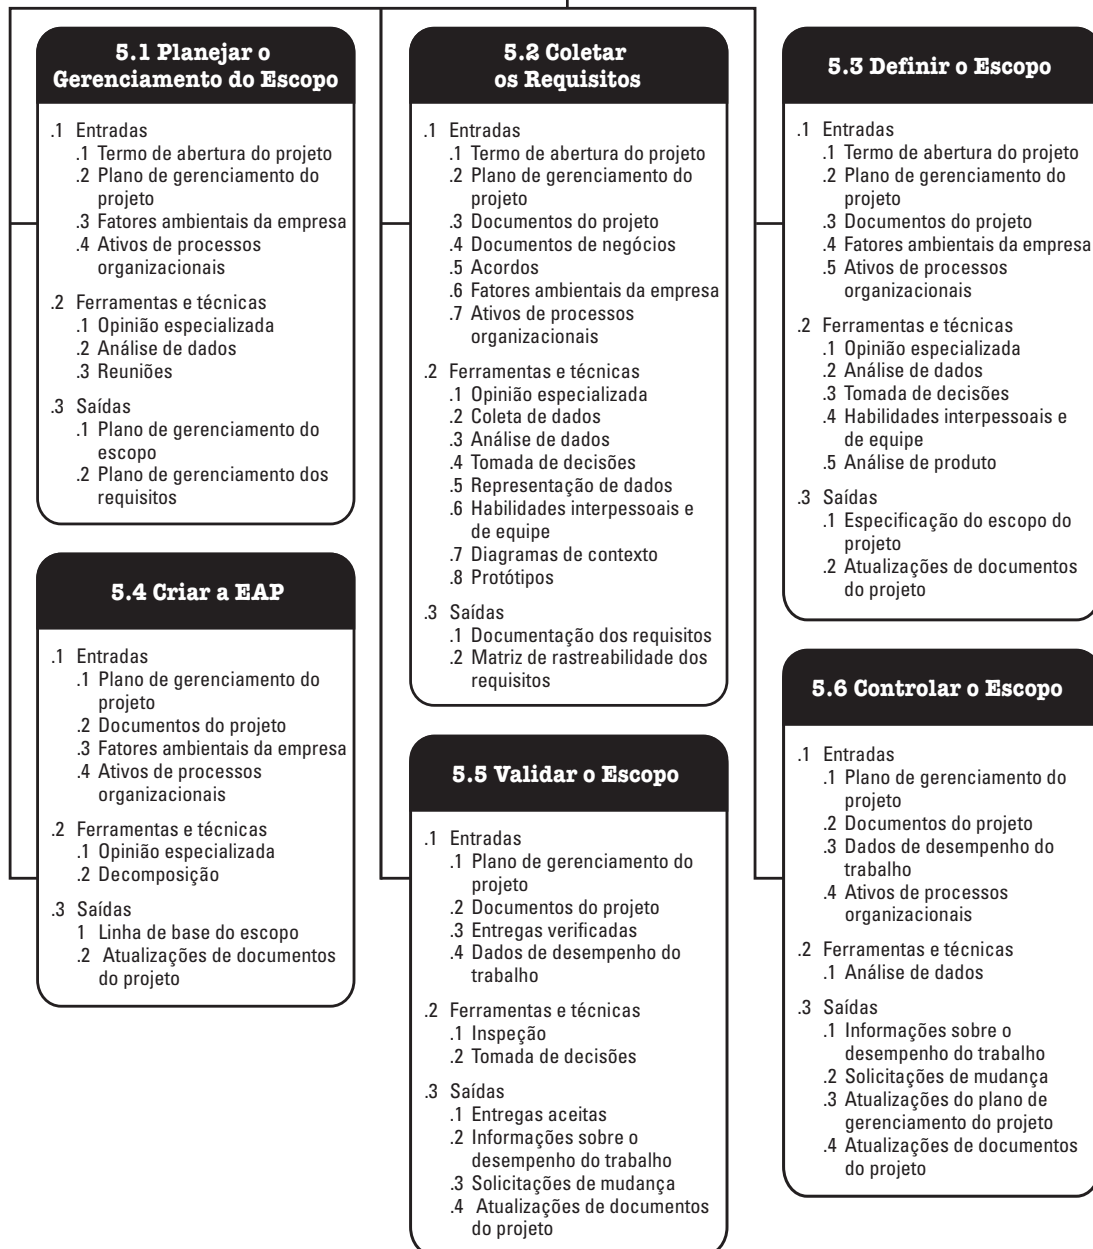 5.1 Planejar o
Gerenciamento do Escopo
.1 Entradas
.1 Termo de abertura do projeto
.2 Plano de gerenciamento do
projeto
.3 Fatores ambientais da empresa
.4 Ativos de processos
organizacionais
.2 Ferramentas e técnicas
.1 Opinião especializada
.2 Análise de dados
.3 Reuniões
.3 Saídas
.1 Plano de gerenciamento do
escopo
.2 Plano de gerenciamento dos
requisitos
5.2 Coletar
os Requisitos
.1 Entradas
.1 Termo de abertura do projeto
.2 Plano de gerenciamento do
projeto
.3 Documentos do projeto
.4 Documentos de negócios
.5 Acordos
.6 Fatores ambientais da empresa
.7 Ativos de processos
organizacionais
.2 Ferramentas e técnicas
.1 Opinião especializada
.2 Coleta de dados
.3 Análise de dados
.4 Tomada de decisões
.5 Representação de dados
.6 Habilidades interpessoais e
de equipe
.7 Diagramas de contexto
.8 Protótipos
.3 Saídas
.1 Documentação dos requisitos
.2 Matriz de rastreabilidade dos
requisitos
5.3 Definir o Escopo
.1 Entradas
.1 Termo de abertura do projeto
.2 Plano de gerenciamento do
projeto
.3 Documentos do projeto
.4 Fatores ambientais da empresa
.5 Ativos de processos
organizacionais
.2 Ferramentas e técnicas
.1 Opinião especializada
.2 Análise de dados
.3 Tomada de decisões
.4 Habilidades interpessoais e
de equipe
.5 Análise de produto
.3 Saídas
.1 Especificação do escopo do
projeto
.2 Atualizações de documentos
do projeto
5.4 Criar a EAP
.1 Entradas
.1 Plano de gerenciamento do
projeto
.2 Documentos do projeto
.3 Fatores ambientais da empresa
.4 Ativos de processos
organizacionais
.2 Ferramentas e técnicas
.1 Opinião especializada
.2 Decomposição
.3 Saídas
1 Linha de base do escopo
.2 Atualizações de documentos
do projeto
5.5 Validar o Escopo
.1 Entradas
.1 Plano de gerenciamento do
projeto
.2 Documentos do projeto
.3 Entregas verificadas
.4 Dados de desempenho do
trabalho
.2 Ferramentas e técnicas
.1 Inspeção
.2 Tomada de decisões
.3 Saídas
.1 Entregas aceitas
.2 Informações sobre o
desempenho do trabalho
.3 Solicitações de mudança
.4 Atualizações de documentos
do projeto
5.6 Controlar o Escopo
.1 Entradas
.1 Plano de gerenciamento do
projeto
.2 Documentos do projeto
.3 Dados de desempenho do
trabalho
.4 Ativos de processos
organizacionais
.2 Ferramentas e técnicas
.1 Análise de dados
.3 Saídas
.1 Informações sobre o
desempenho do trabalho
.2 Solicitações de mudança
.3 Atualizações do plano de
gerenciamento do projeto
.4 Atualizações de documentos
do projeto